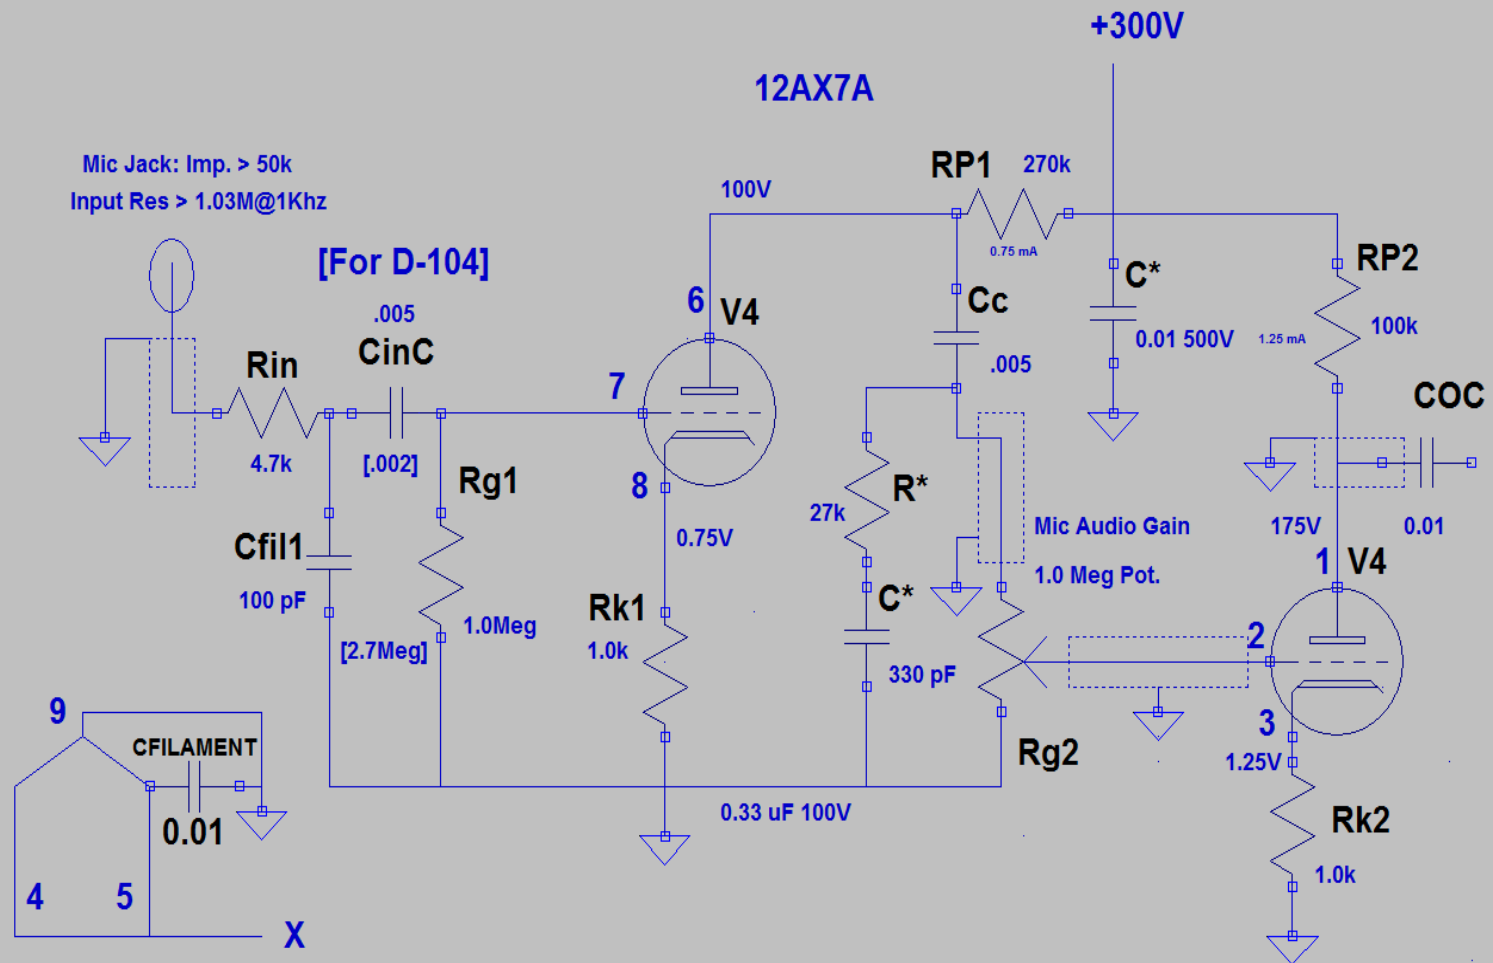 +300V
12AX7A
Mic Jack: Imp. > 50k
Input Res > 1.03M@1Khz
RP1
270k
100V
0.75 mA
[For D-104]
.005
CinC
Rin
4.7k
[.002]
6
V4
7
8
0.75V
Cc
.005
C*
0.01 500V
RP2
1.25 mA
100k
COC
0.01
175V
1
V4
Rg1
1.0Meg
[2.7Meg]
Cfil1
100 pF
Rk1
1.0k
R*
27k
Mic Audio Gain
1.0 Meg Pot.
C*
330 pF
2
3
1.25V
Rg2
Rk2
1.0k
0.33 uF 100V
9
CFILAMENT
0.01
4
5
X